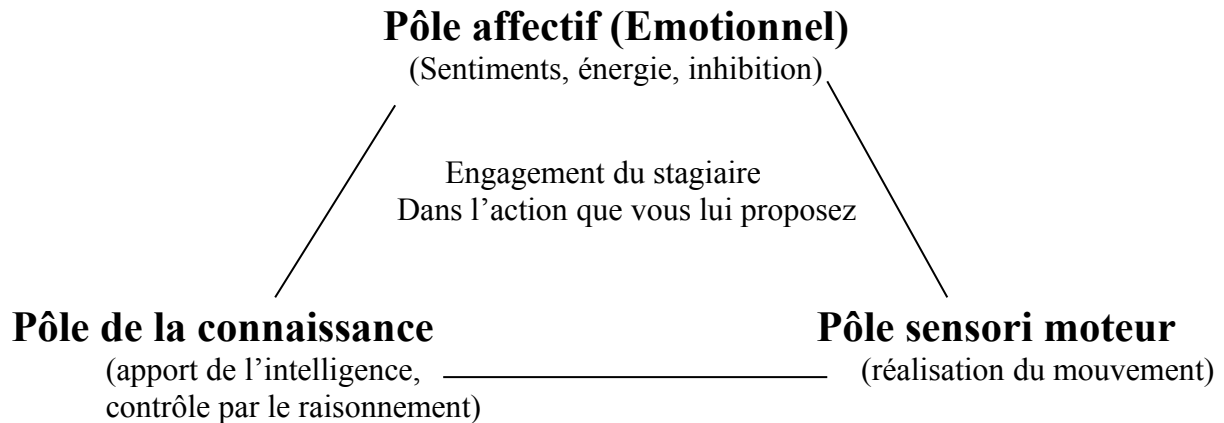 Pôle affectif (Emotionnel)
(Sentiments, énergie, inhibition)
Engagement du stagiaire
Dans l’action que vous lui proposez
Pôle de la connaissance
(apport de l’intelligence,
contrôle par le raisonnement)
Pôle sensori moteur
(réalisation du mouvement)